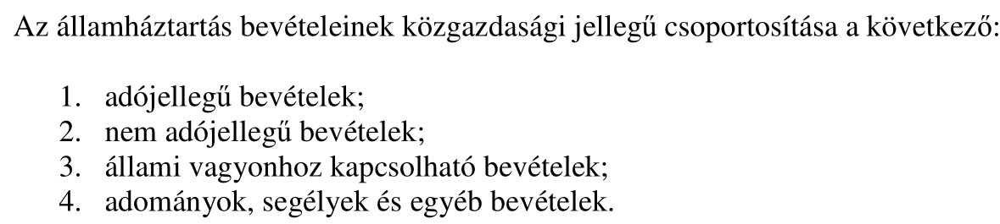 Az államháztartás bevételeinek közgazdasági jellegű csoportosítása a következő:
1. adójellegű bevételek;
2. nem adójellegű bevételek;
3. állami vagyonhoz kapcsolható bevételek;
4. adományok, segélyek és egyéb bevételek.